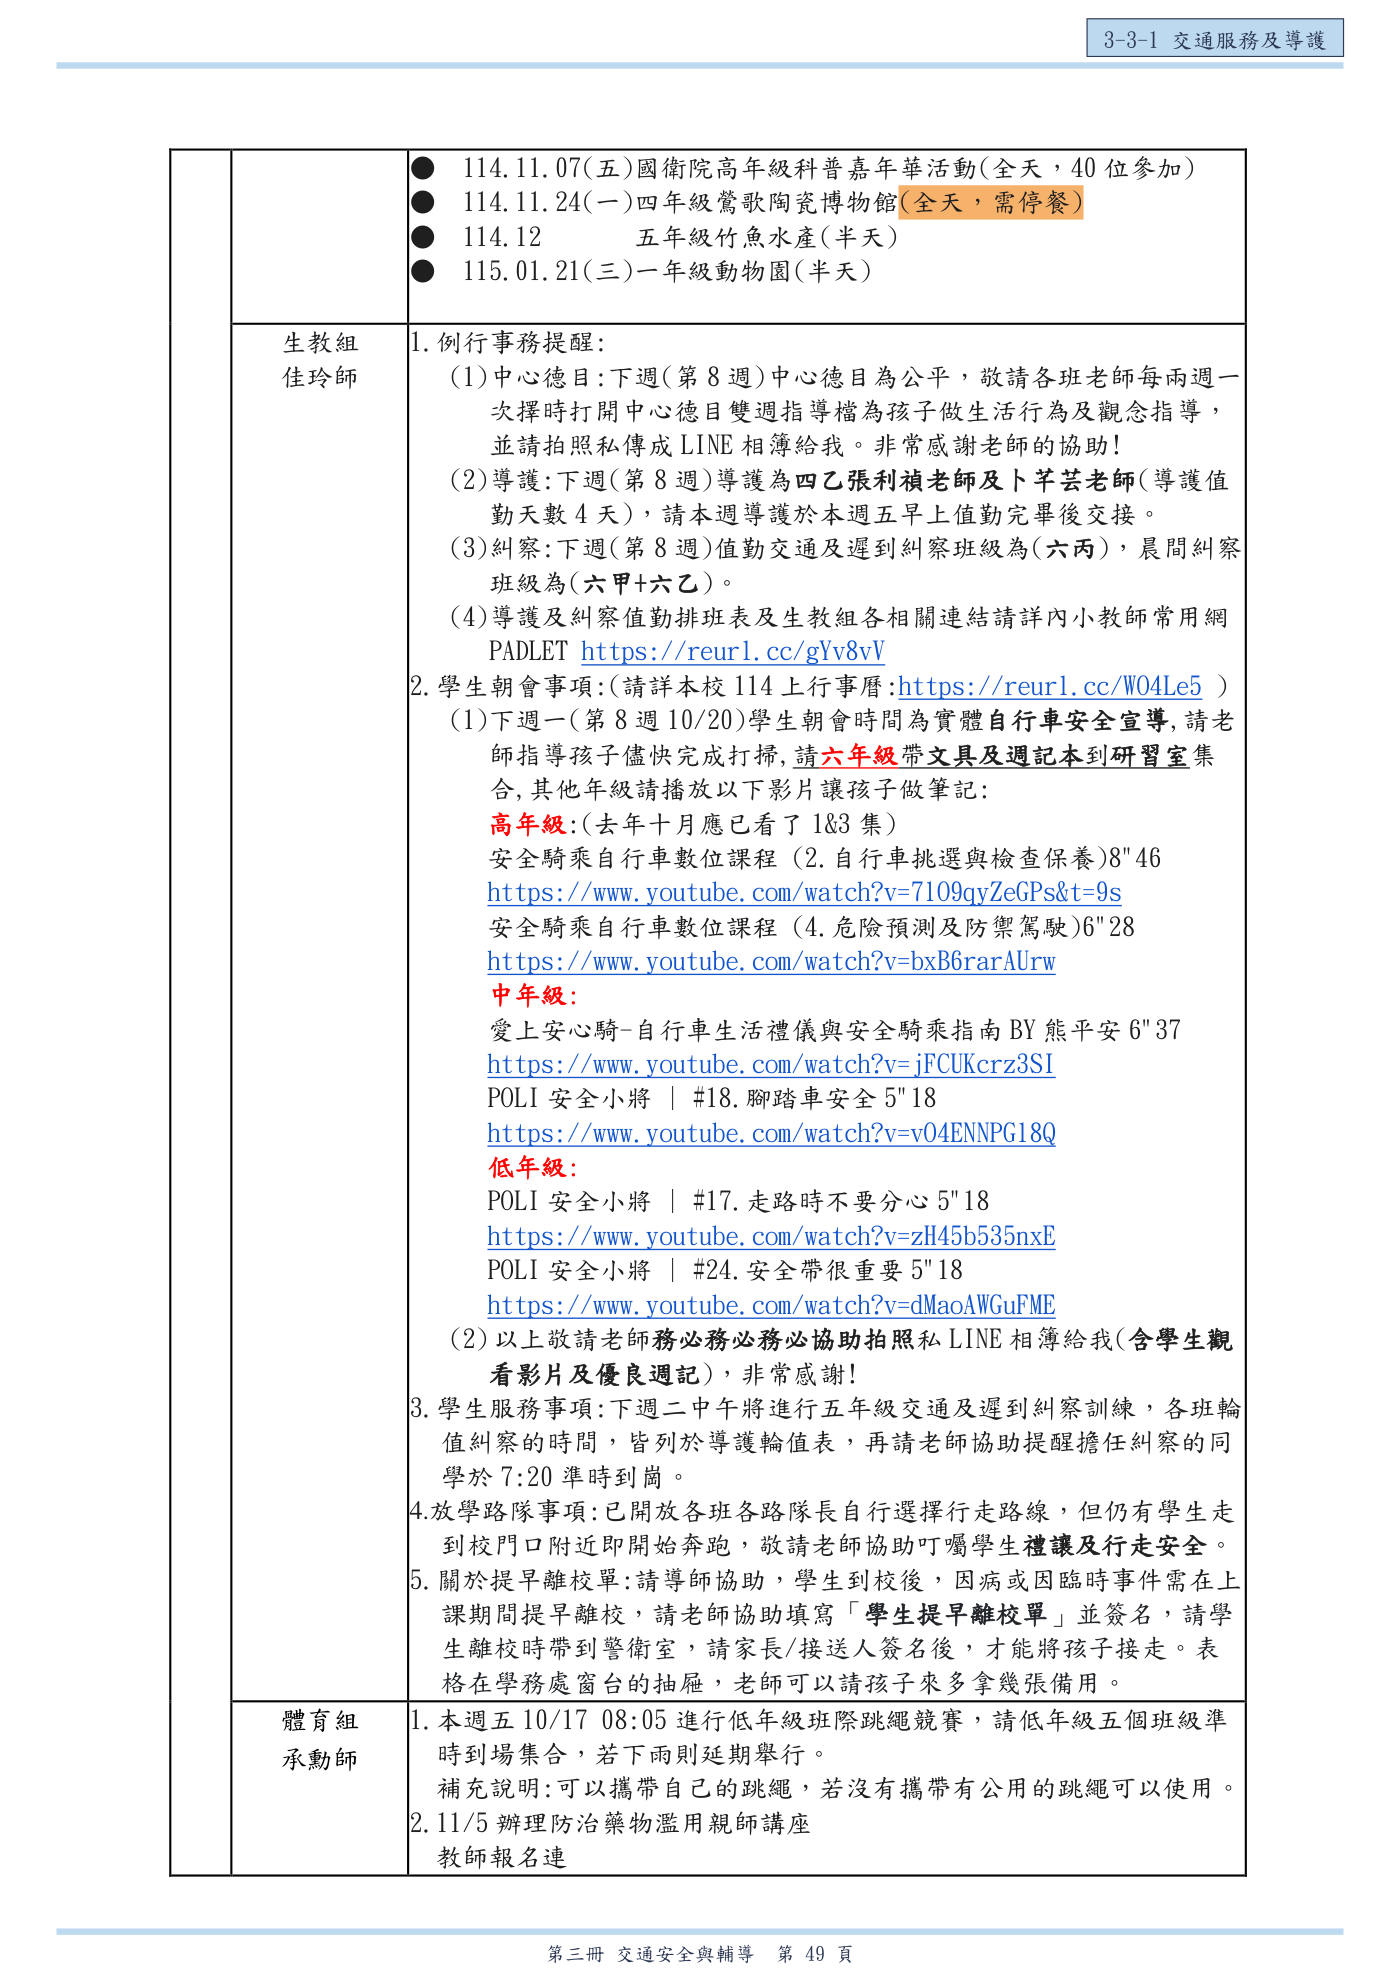 3-3-1 交通服務及導護
● 114.11.07(五)國衛院高年級科普嘉年華活動(全天，40 位參加)
● 114.11.24(一)四年級鶯歌陶瓷博物館(全天，需停餐)
● 114.12 五年級竹魚水產(半天)
● 115.01.21(三)一年級動物園(半天)
生教組
佳玲師
1.例行事務提醒:
(1)中心德目:下週(第 8 週)中心德目為公平，敬請各班老師每兩週一
次擇時打開中心德目雙週指導檔為孩子做生活行為及觀念指導，
並請拍照私傳成 LINE 相簿給我。非常感謝老師的協助!
(2)導護:下週(第 8 週)導護為四乙張利禎老師及卜芊芸老師(導護值
勤天數 4 天)，請本週導護於本週五早上值勤完畢後交接。
(3)糾察:下週(第 8 週)值勤交通及遲到糾察班級為(六丙)，晨間糾察
班級為(六甲+六乙)。
(4)導護及糾察值勤排班表及生教組各相關連結請詳內小教師常用網
PADLET https://reurl.cc/gYv8vV
2.學生朝會事項:(請詳本校 114 上行事曆:https://reurl.cc/WO4Le5 )
(1)下週一(第 8 週 10/20)學生朝會時間為實體自行車安全宣導,請老
師指導孩子儘快完成打掃,請六年級帶文具及週記本到研習室集
合,其他年級請播放以下影片讓孩子做筆記:
高年級:(去年十月應已看了 1&3 集)
安全騎乘自行車數位課程 (2.自行車挑選與檢查保養)8"46
https://www.youtube.com/watch?v=71O9qyZeGPs&t=9s
安全騎乘自行車數位課程 (4.危險預測及防禦駕駛)6"28
https://www.youtube.com/watch?v=bxB6rarAUrw
中年級:
愛上安心騎-自行車生活禮儀與安全騎乘指南 BY 熊平安 6"37
https://www.youtube.com/watch?v=jFCUKcrz3SI
POLI 安全小將 | #18.腳踏車安全 5"18
https://www.youtube.com/watch?v=vO4ENNPG18Q
低年級:
POLI 安全小將 | #17.走路時不要分心 5"18
https://www.youtube.com/watch?v=zH45b535nxE
POLI 安全小將 | #24.安全帶很重要 5"18
https://www.youtube.com/watch?v=dMaoAWGuFME
(2)以上敬請老師務必務必務必協助拍照私 LINE 相簿給我(含學生觀
看影片及優良週記)，非常感謝!
3.學生服務事項:下週二中午將進行五年級交通及遲到糾察訓練，各班輪
值糾察的時間，皆列於導護輪值表，再請老師協助提醒擔任糾察的同
學於 7:20 準時到崗。
4.放學路隊事項:已開放各班各路隊長自行選擇行走路線，但仍有學生走
到校門口附近即開始奔跑，敬請老師協助叮囑學生禮讓及行走安全。
5.關於提早離校單:請導師協助，學生到校後，因病或因臨時事件需在上
課期間提早離校，請老師協助填寫「學生提早離校單」並簽名，請學
生離校時帶到警衛室，請家長/接送人簽名後，才能將孩子接走。表
格在學務處窗台的抽屜，老師可以請孩子來多拿幾張備用。
體育組
承勳師
1.本週五 10/17 08:05 進行低年級班際跳繩競賽，請低年級五個班級準
時到場集合，若下雨則延期舉行。
補充說明:可以攜帶自己的跳繩，若沒有攜帶有公用的跳繩可以使用。
2.11/5 辦理防治藥物濫用親師講座
教師報名連
第三冊 交通安全與輔導 第 49 頁